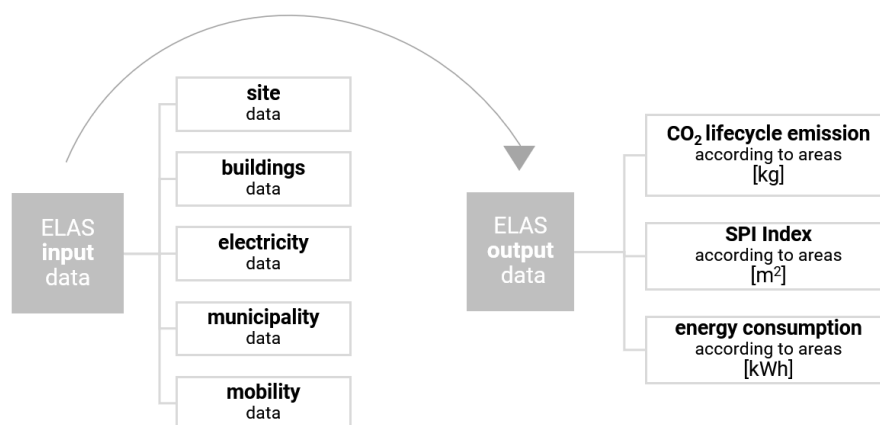 ELAS
input
data
site
data
buildings
data
electricity
data
municipality
data
mobility
data
ELAS
output
data
CO₂ lifecycle emission
according to areas
[kg]
SPI Index
according to areas
[m²]
energy consumption
according to areas
[kWh]